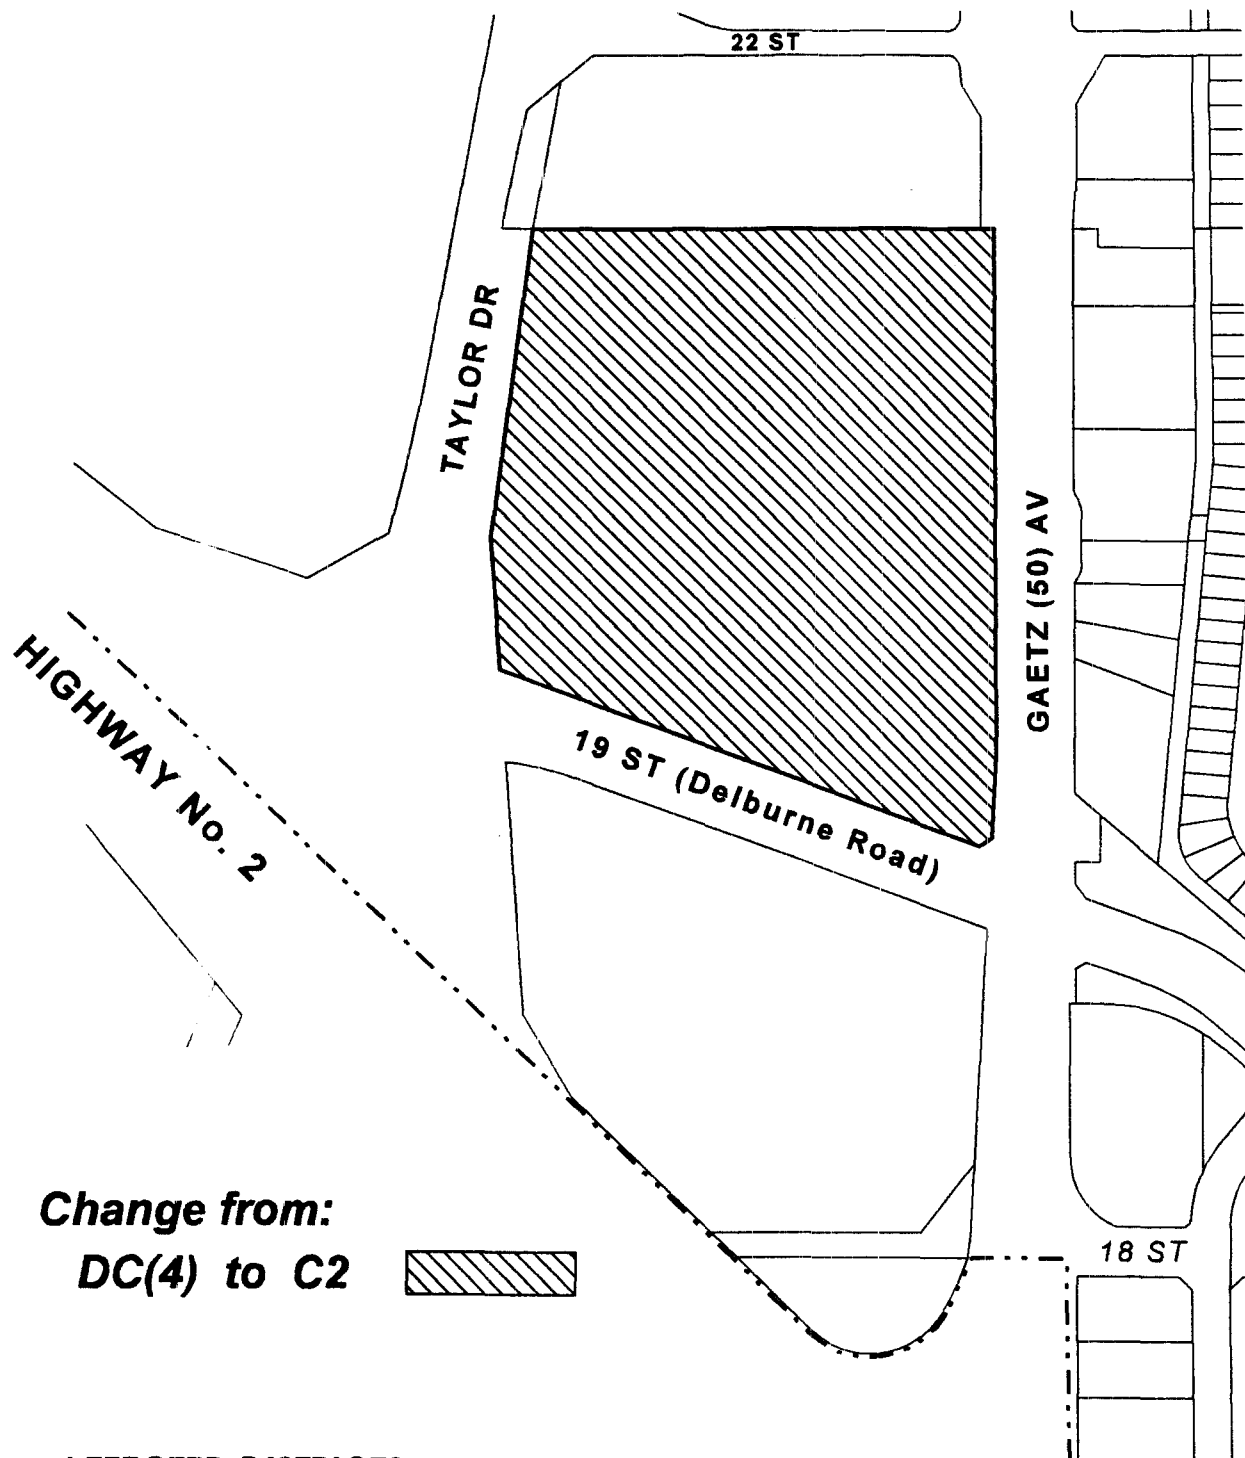 22 ST
TAYLOR DR
GAETZ (50) AV
HIGHWAY No. 2
19 ST (Delburne Road)
Change from:
DC(4) to C2
18 ST